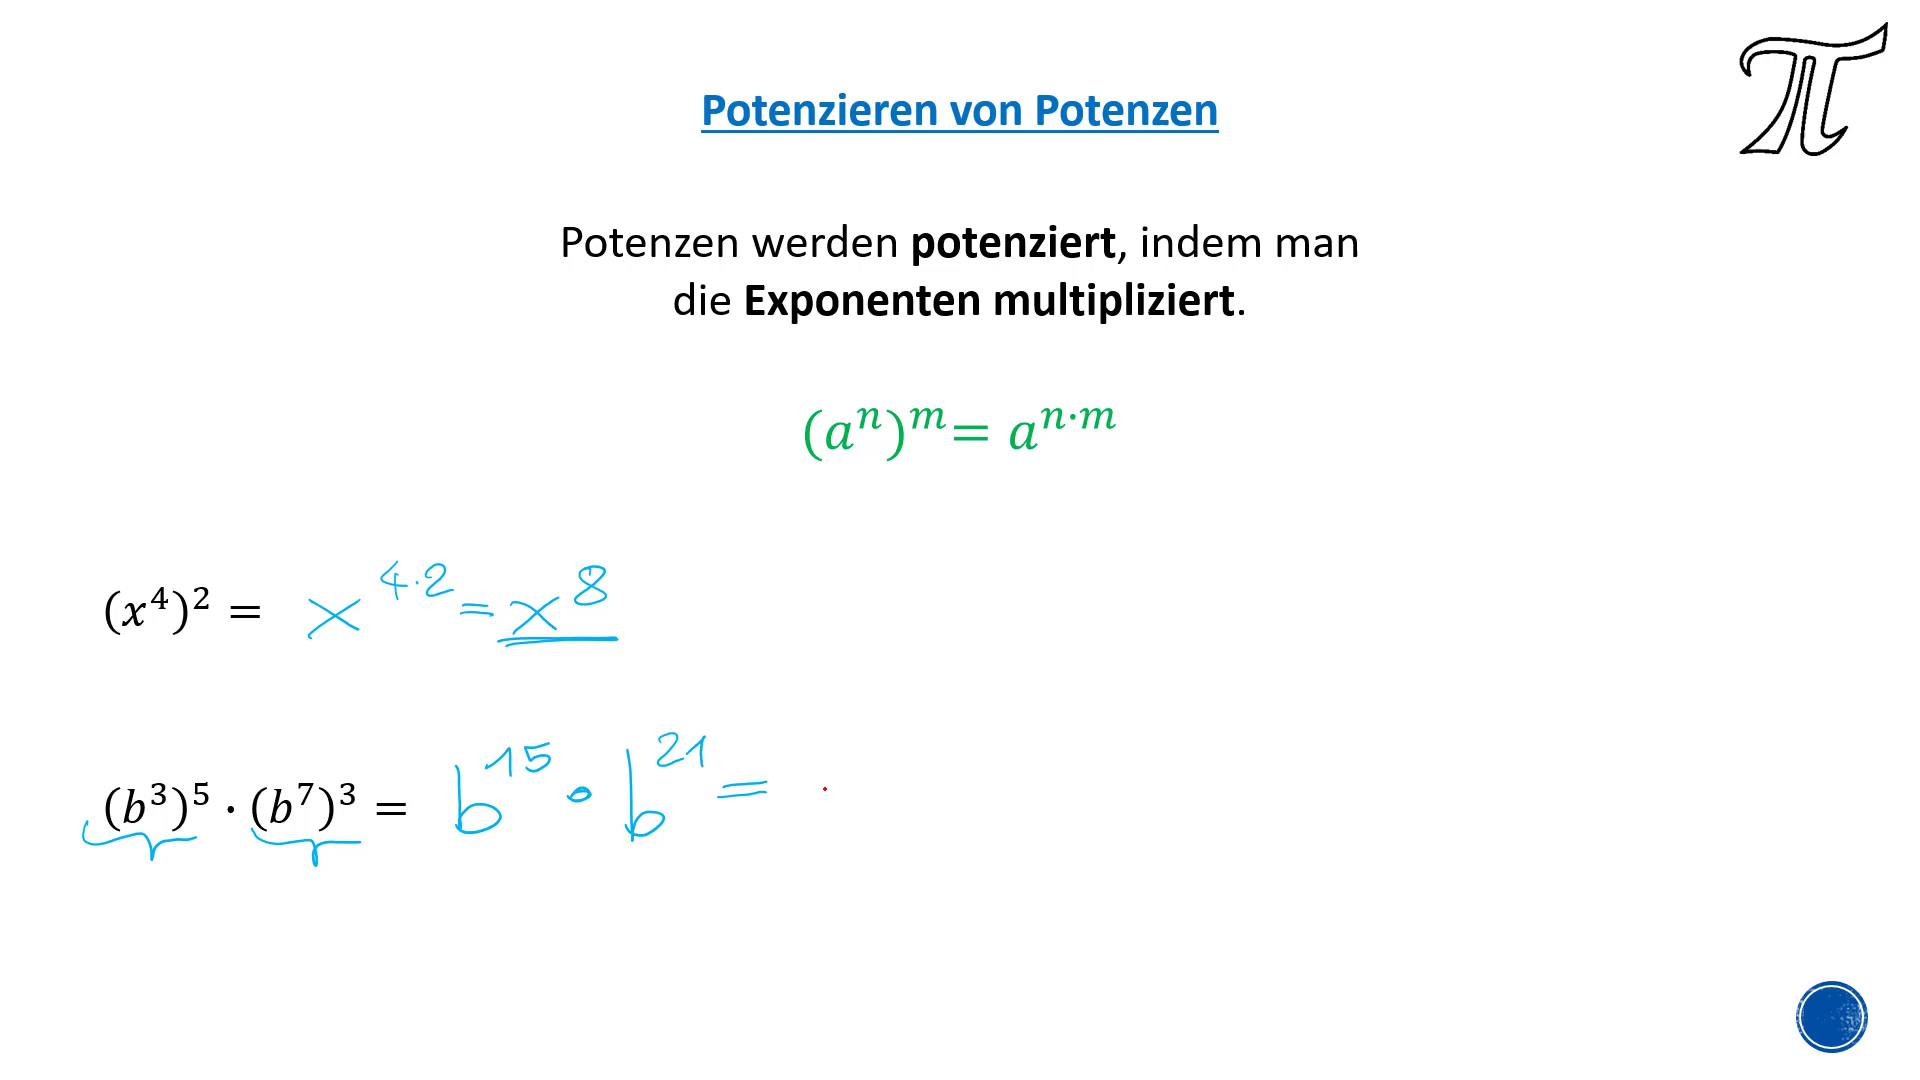 Potenzieren von Potenzen
Potenzen werden potenziert, indem man
die Exponenten multipliziert.
(aⁿ)ᵐ= aⁿ·ᵐ
(x⁴)² = x⁴·² = x⁸
(b³)⁵ · (b⁷)³ = b¹⁵ · b²¹ =